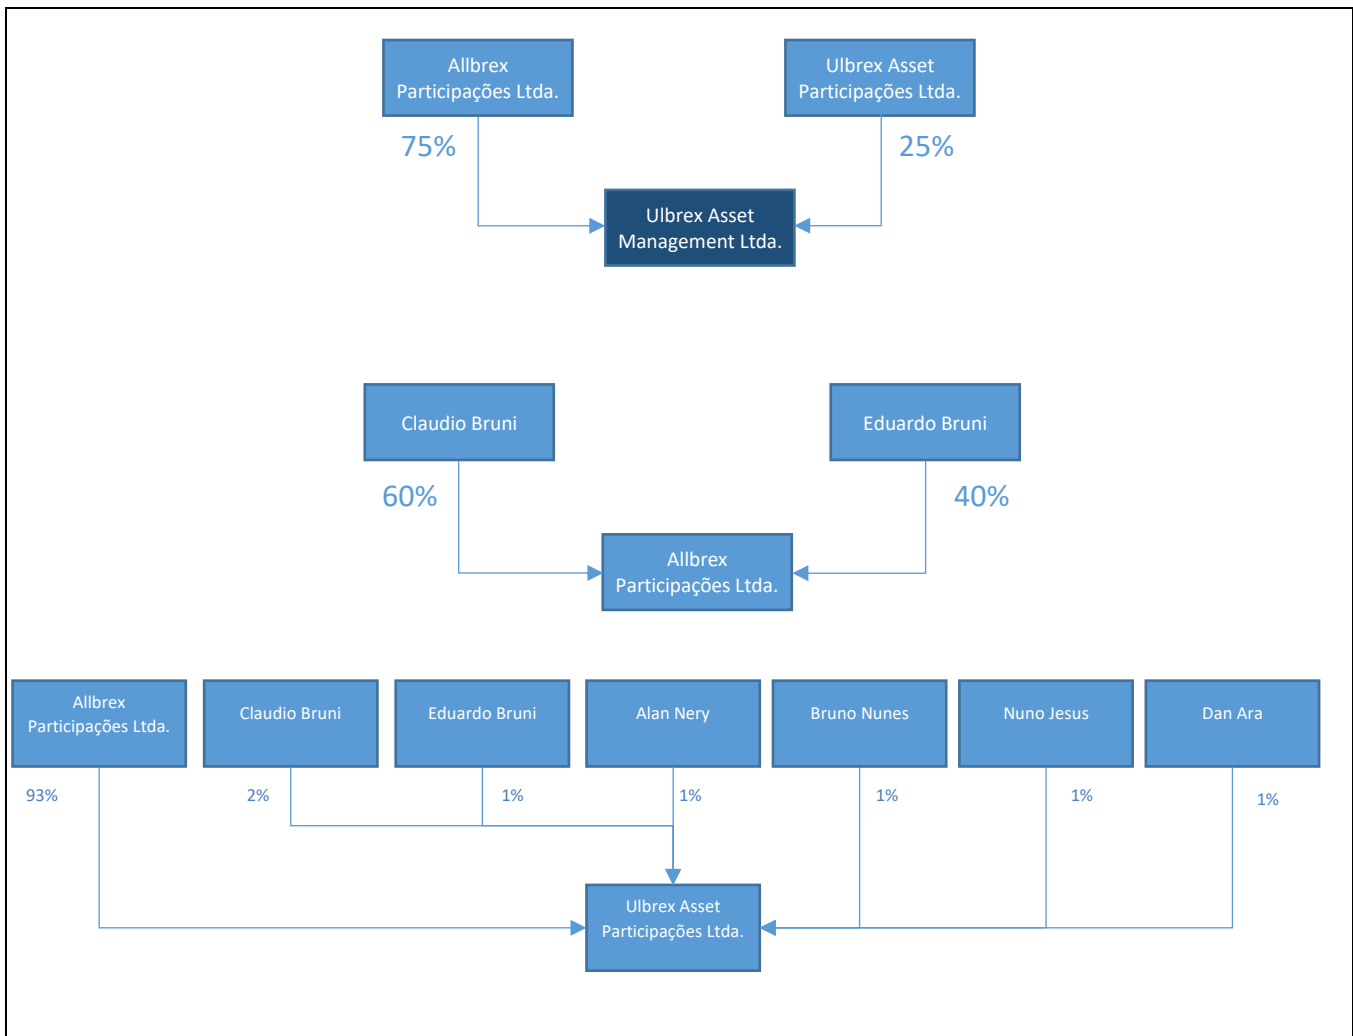 Allbrex
Participações Ltda.
Ulbrex Asset
Participações Ltda.
75%
25%
Ulbrex Asset
Management Ltda.
Claudio Bruni
Eduardo Bruni
60%
40%
Allbrex
Participações Ltda.
Allbrex
Participações Ltda.
Claudio Bruni
Eduardo Bruni
Alan Nery
Bruno Nunes
Nuno Jesus
Dan Ara
93%
2%
1%
1%
1%
1%
1%
Ulbrex Asset
Participações Ltda.